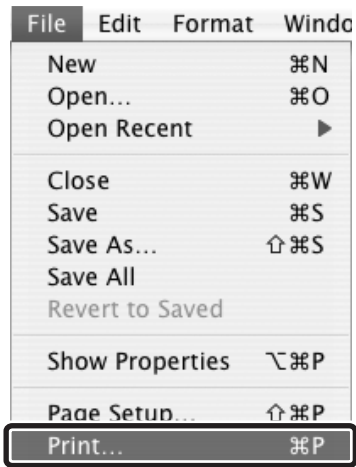 File Edit Format Windo
New ⌘N
Open... ⌘O
Open Recent ▶
Close ⌘W
Save ⌘S
Save As... ⇧⌘S
Save All
Revert to Saved
Show Properties ⌥⌘P
Page Setup... ⇧⌘P
Print... ⌘P